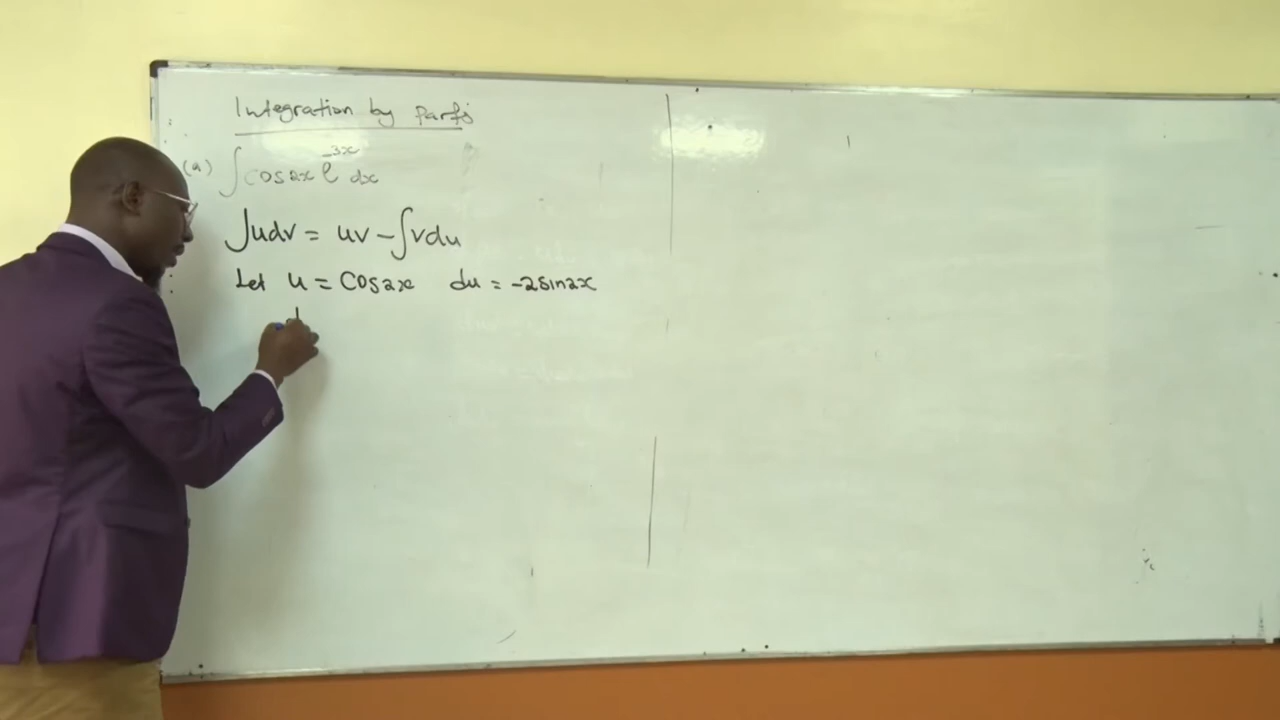 Integration by parts
(a) ∫cos2x e^-3x dx
∫udv = uv - ∫vdu
Let u = Cos2x du = -2sin2x